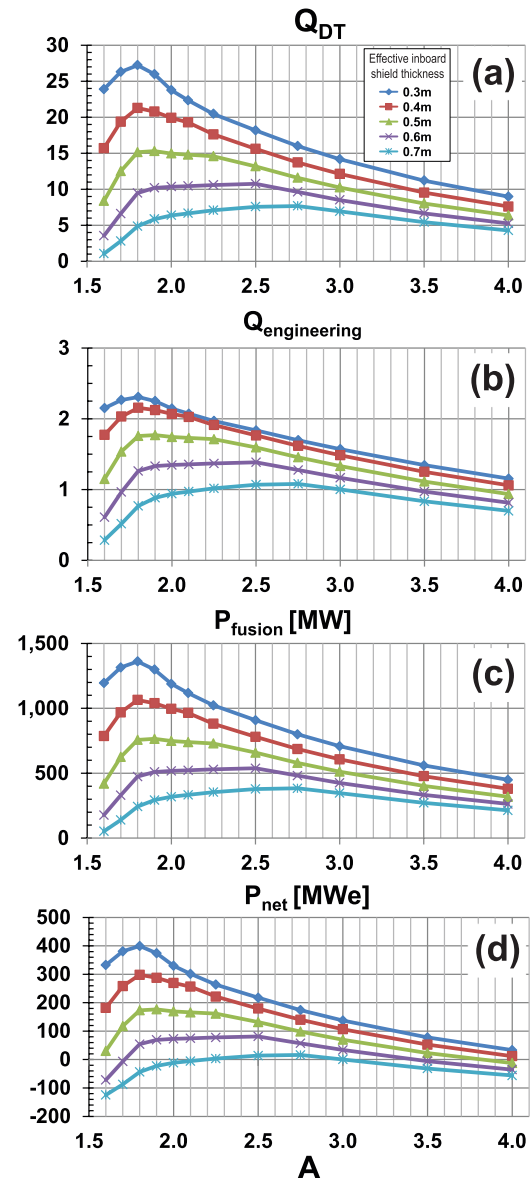 Q_DT
30
25
20
15
10
5
0
(a)
Effective inboard
shield thickness
0.3m
0.4m
0.5m
0.6m
0.7m
1.5 2.0 2.5 3.0 3.5 4.0
Q_engineering
3
2
1
0
(b)
1.5 2.0 2.5 3.0 3.5 4.0
P_fusion [MW]
1,500
1,000
500
0
(c)
1.5 2.0 2.5 3.0 3.5 4.0
P_net [MWe]
500
400
300
200
100
0
-100
-200
(d)
1.5 2.0 2.5 3.0 3.5 4.0
A